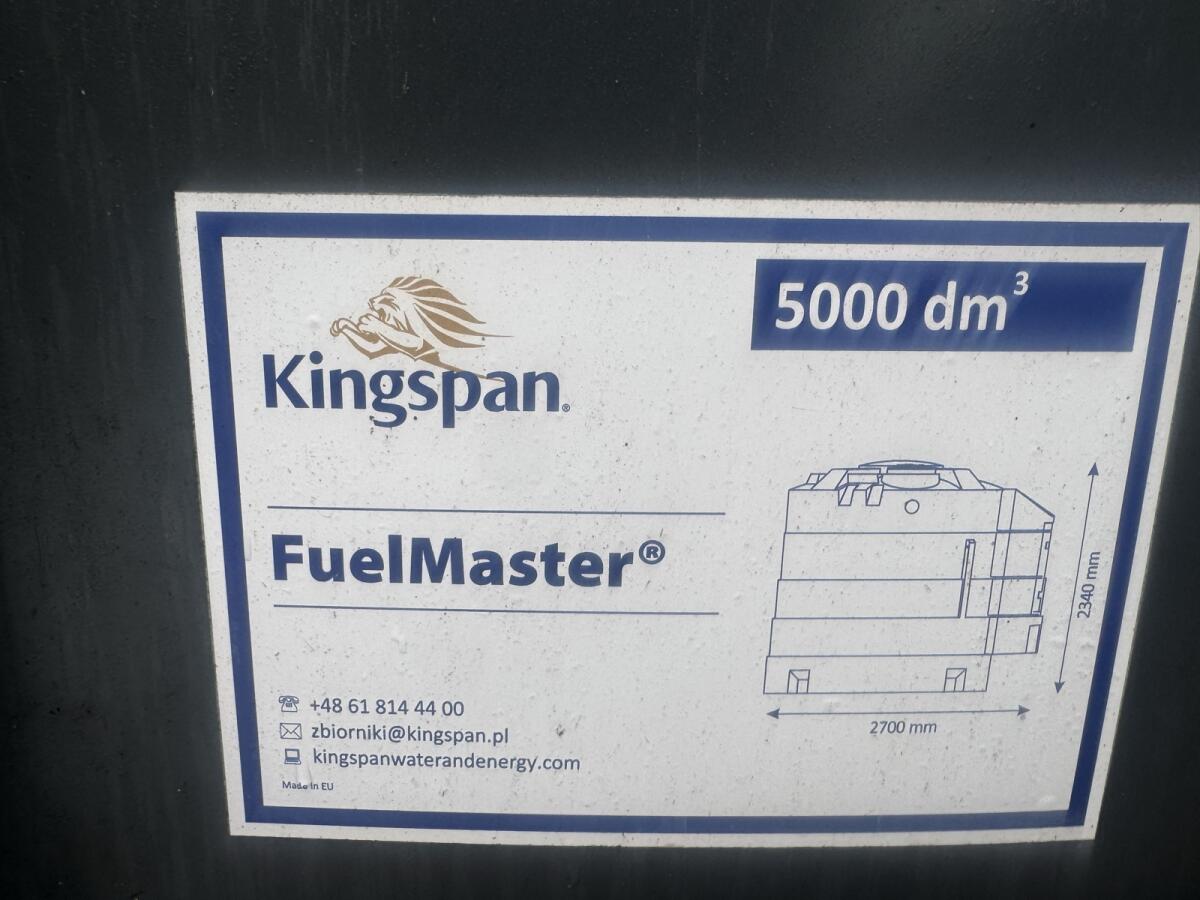 Kingspan®
5000 dm³
FuelMaster®
2340 mm
2700 mm
+48 61 814 44 00
zbiorniki@kingspan.pl
kingspanwaterandenergy.com
Made in EU